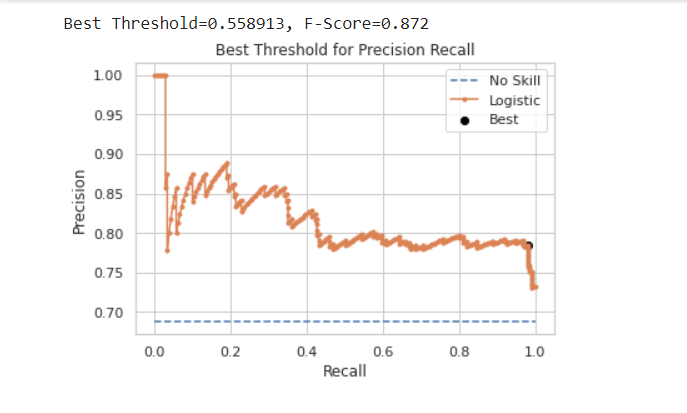 Best Threshold=0.558913, F-Score=0.872
Best Threshold for Precision Recall
1.00
0.95
0.90
0.85
0.80
0.75
0.70
Precision
No Skill
Logistic
Best
0.0 0.2 0.4 0.6 0.8 1.0
Recall